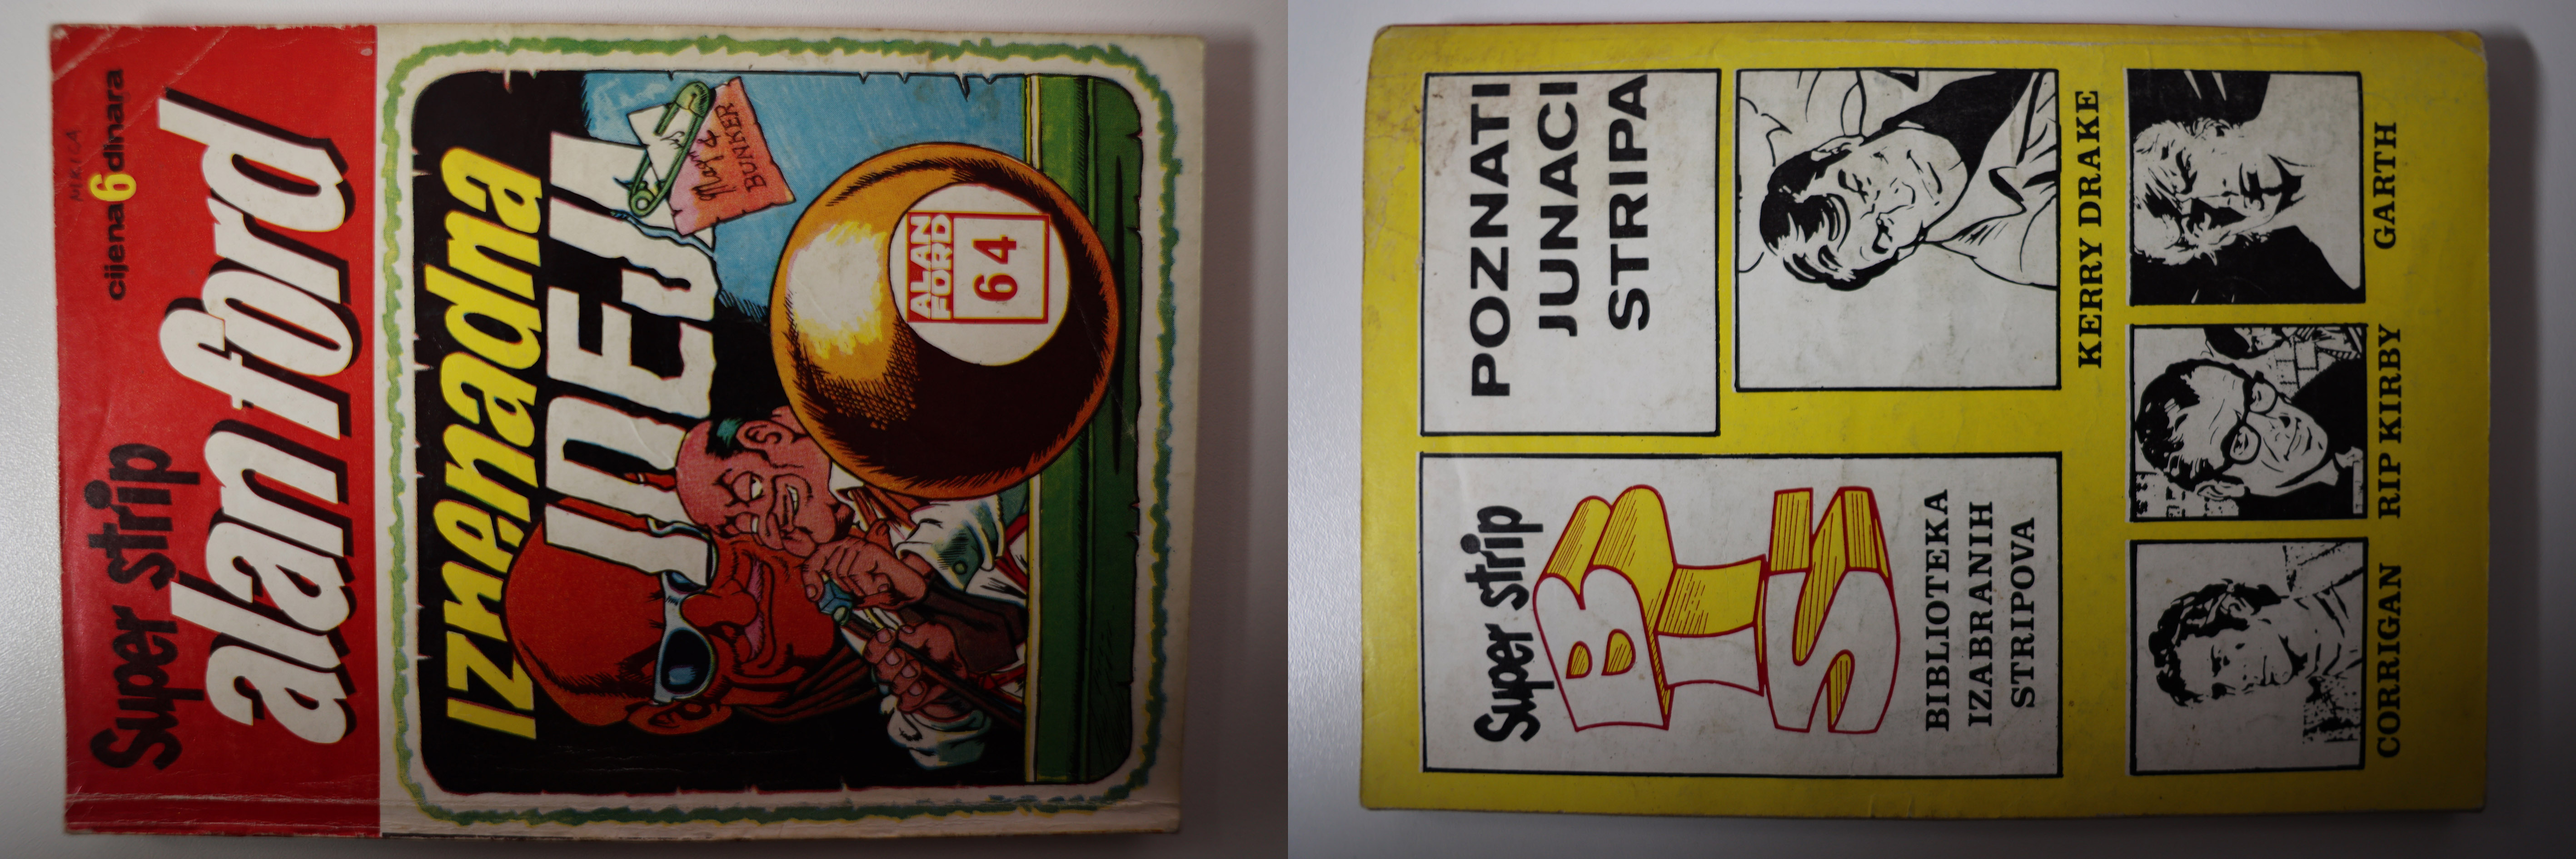 cijena 6 dinara
Super strip
alan ford
Iznenadna
IDEJA
Magnus
BUNKER
ALAN
FORD
64
Super strip
BIS
BIBLIOTEKA
IZABRANIH
STRIPOVA
POZNATI
JUNACI
STRIPA
KERRY DRAKE
CORRIGAN
RIP KIRBY
GARTH